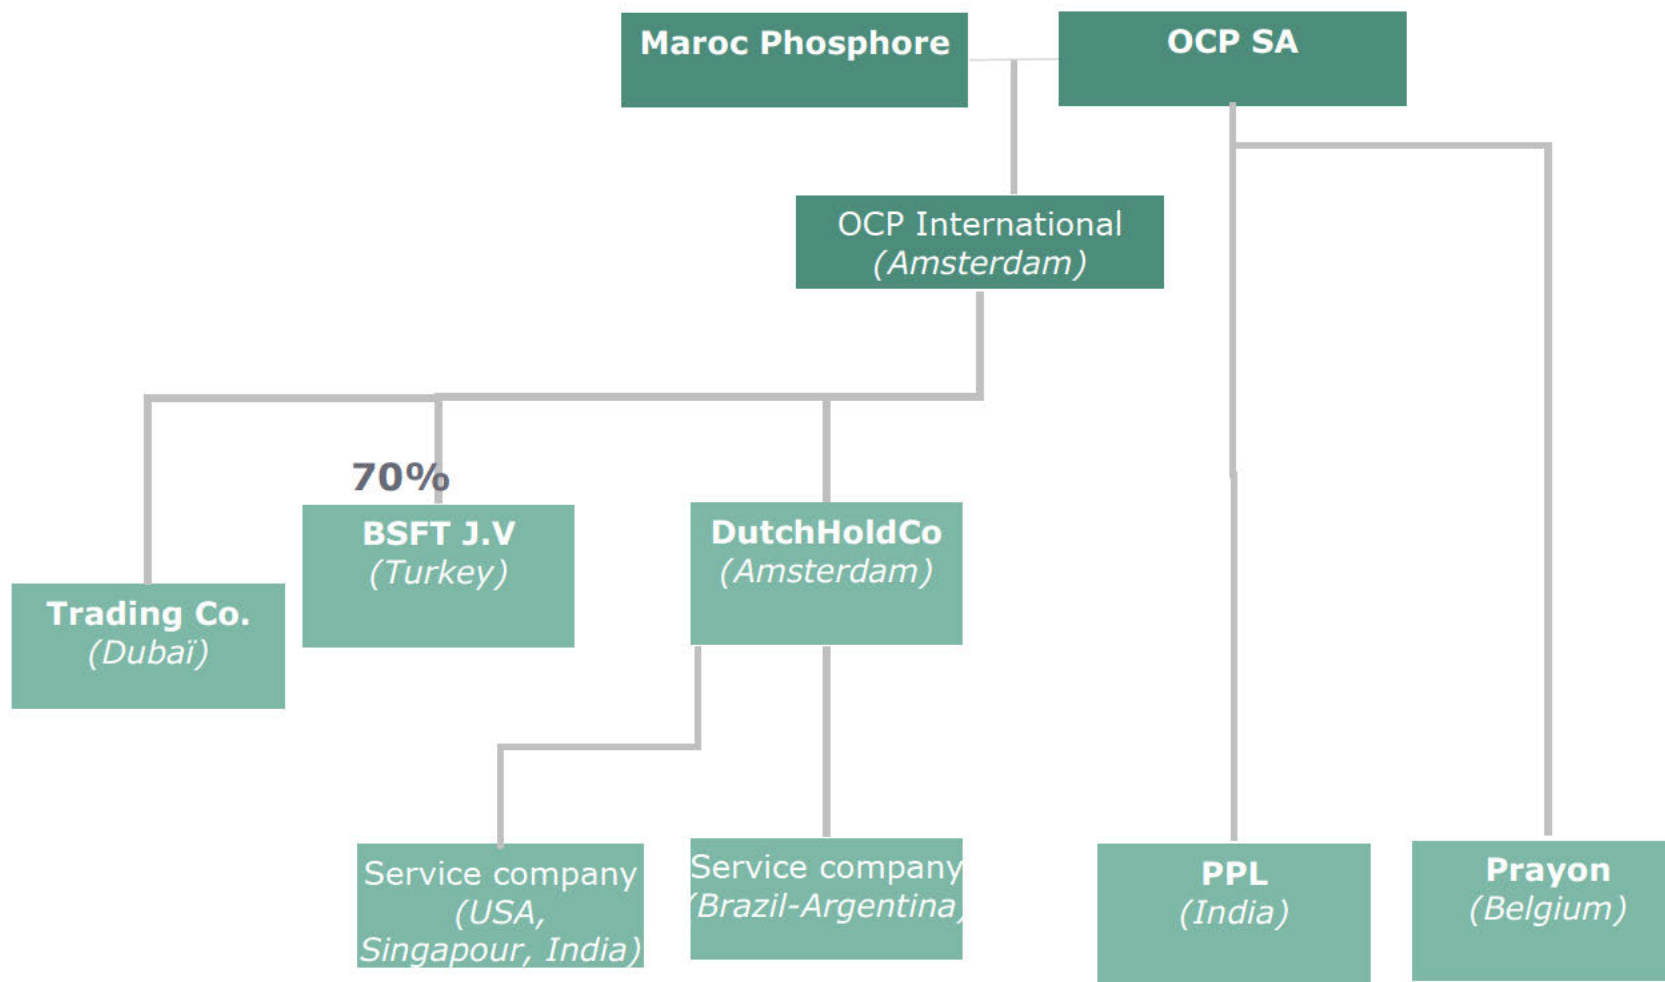 Maroc Phosphore
OCP SA
OCP International
(Amsterdam)
70%
BSFT J.V
(Turkey)
DutchHoldCo
(Amsterdam)
Trading Co.
(Dubaï)
Service company
(USA,
Singapour, India)
Service company
(Brazil-Argentina)
PPL
(India)
Prayon
(Belgium)